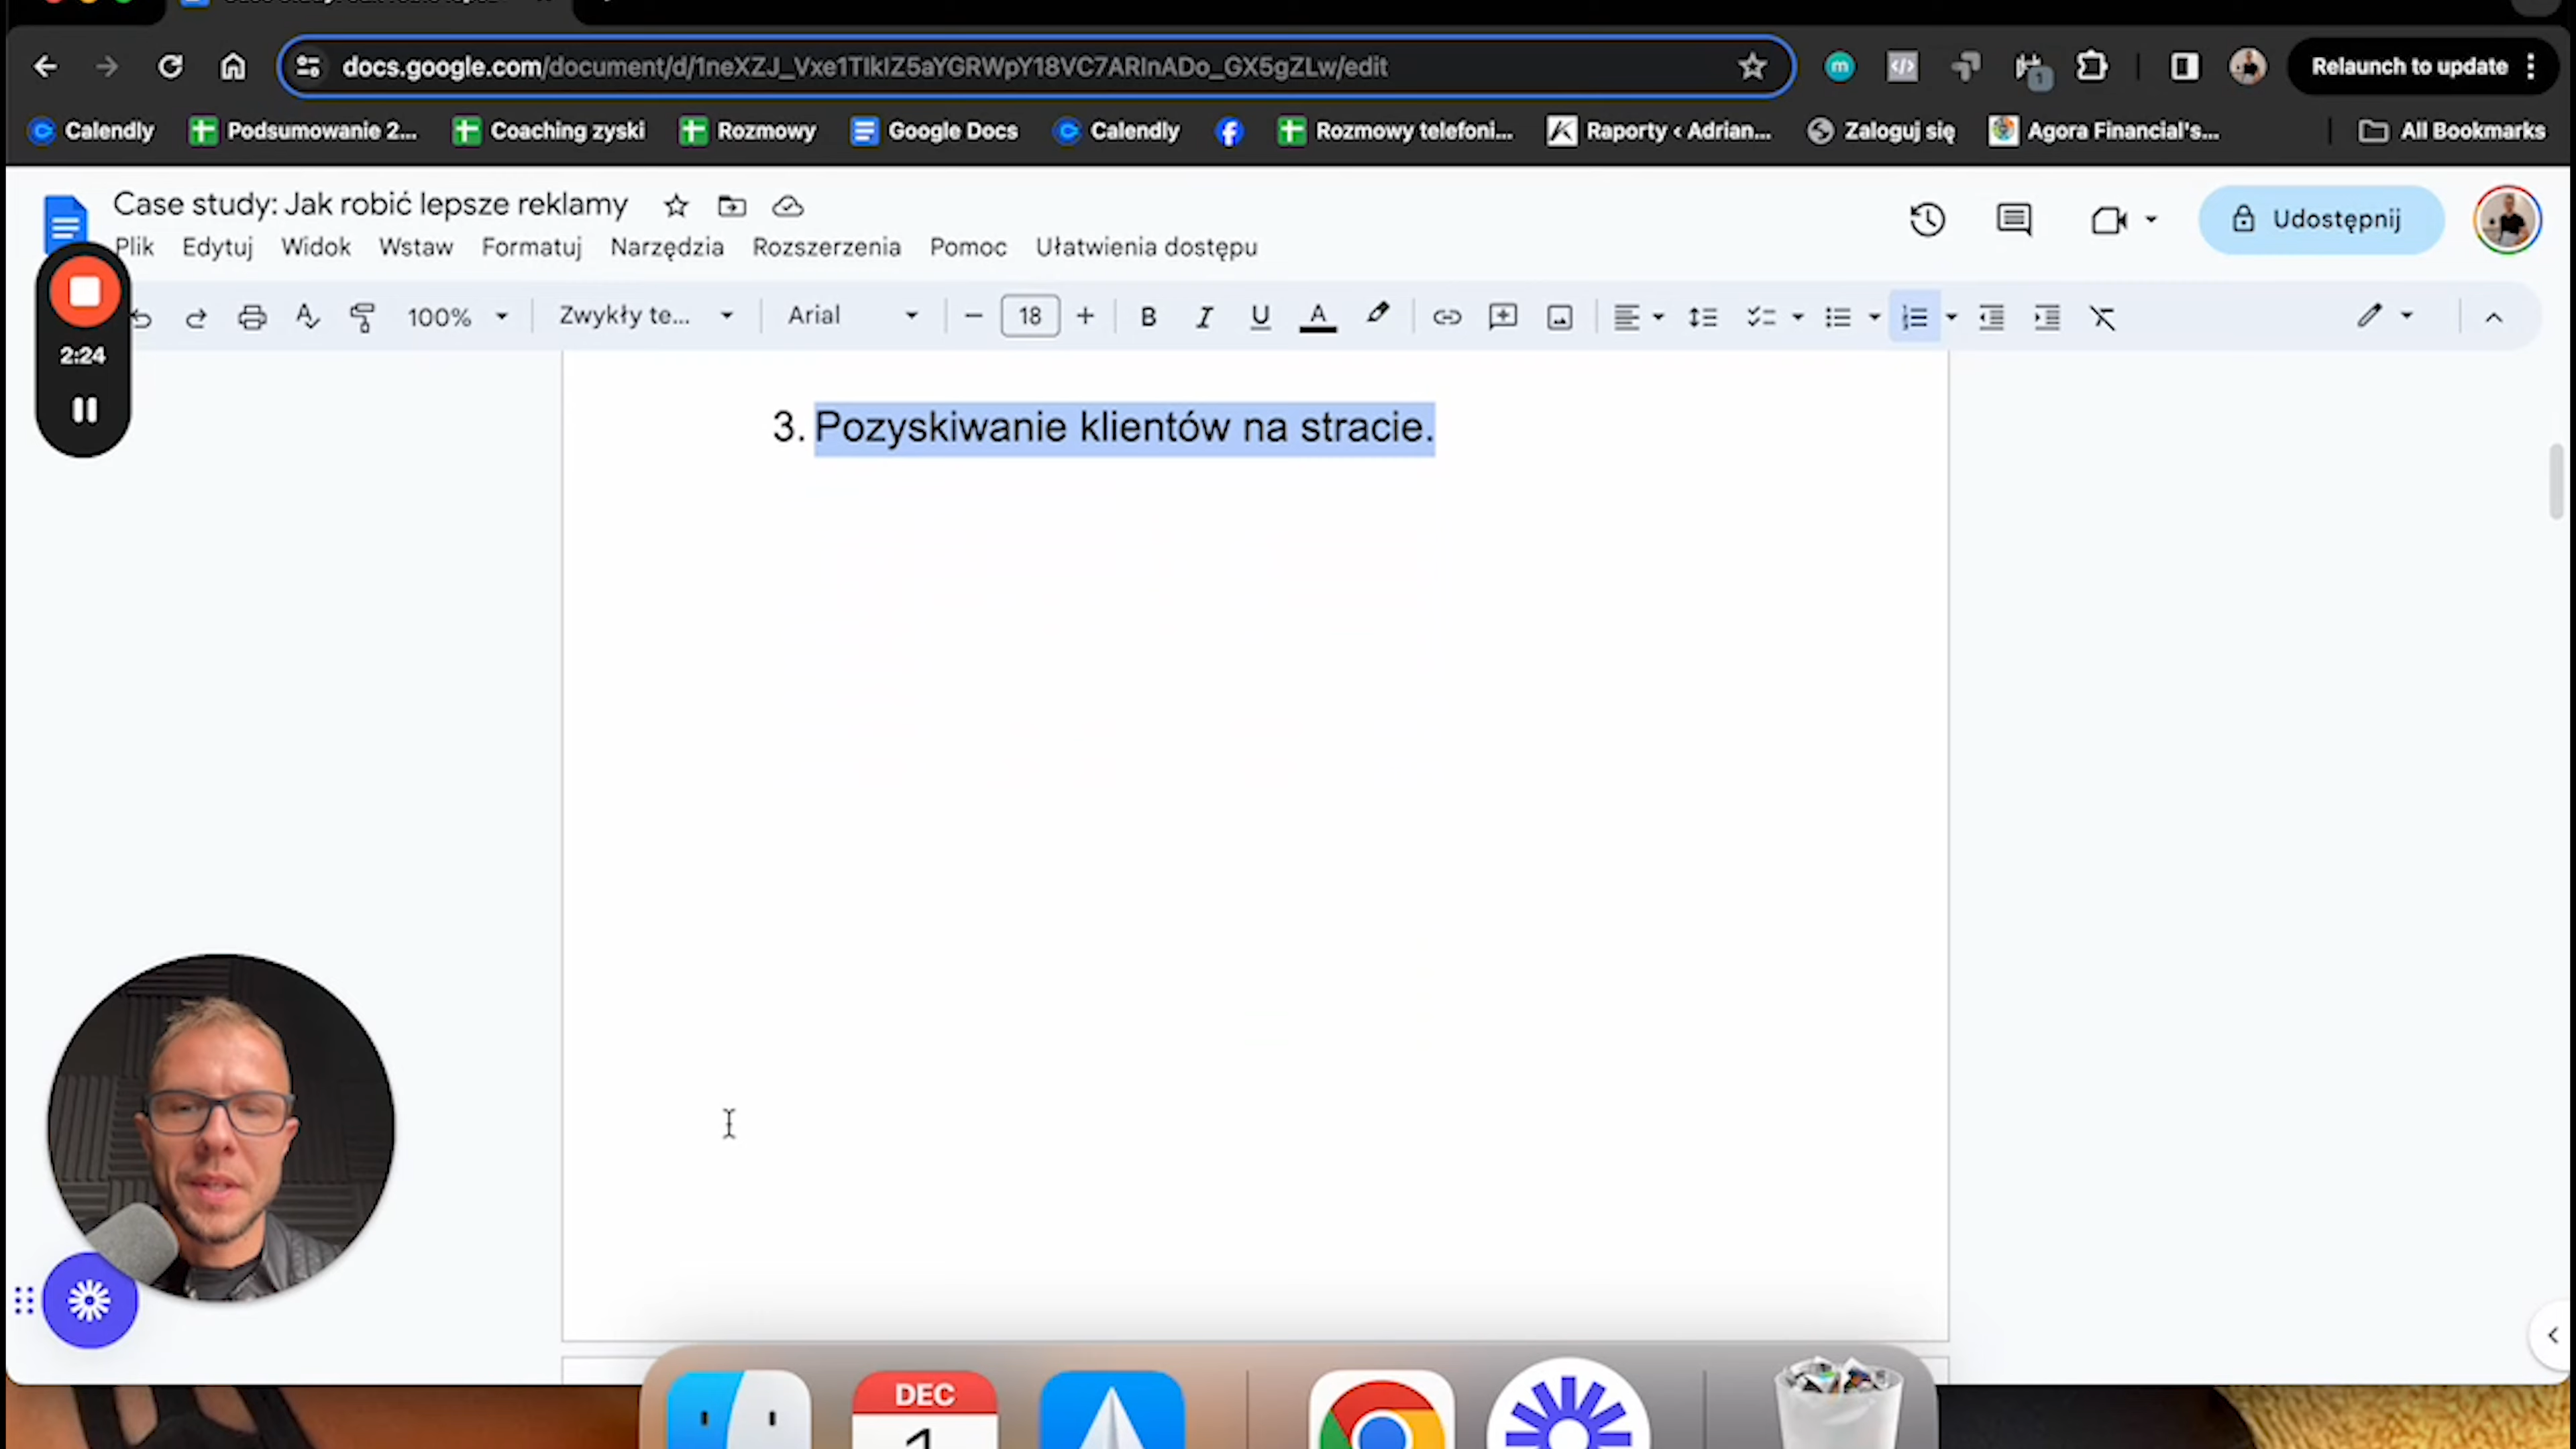 docs.google.com/document/d/1neXZJ_Vxe1TIkIZ5aYGRWpY18VC7ARInADo_GX5gZLw/edit
Relaunch to update
Calendly
Podsumowanie 2...
Coaching zyski
Rozmowy
Google Docs
Calendly
Rozmowy telefoni...
Raporty ‹ Adrian...
Zaloguj się
Agora Financial's...
All Bookmarks
Case study: Jak robić lepsze reklamy
Plik Edytuj Widok Wstaw Formatuj Narzędzia Rozszerzenia Pomoc Ułatwienia dostępu
Udostępnij
100% Zwykły te... Arial 18
2:24
3. Pozyskiwanie klientów na stracie.
DEC
1